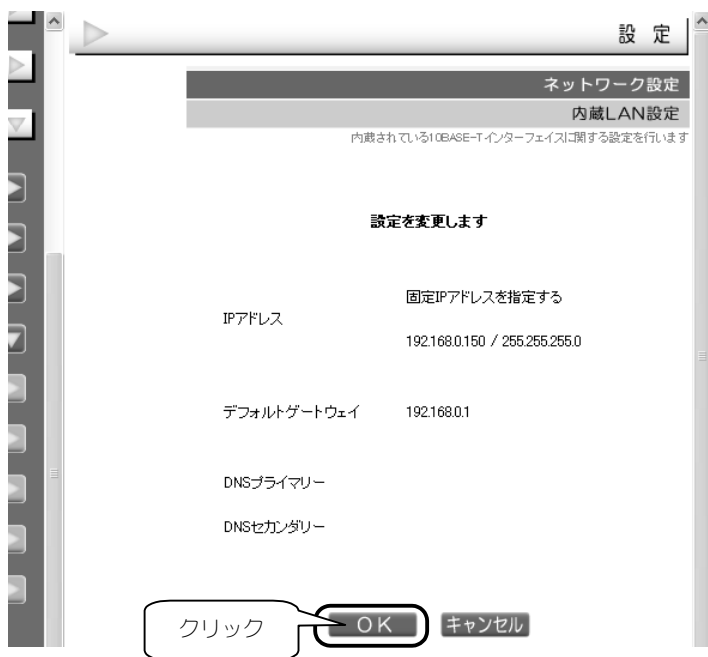 設 定
ネットワーク設定
内蔵LAN設定
内蔵されている10BASE-Tインターフェイスに関する設定を行います
設定を変更します
IPアドレス
固定IPアドレスを指定する
192.168.0.150 / 255.255.255.0
デフォルトゲートウェイ 192.168.0.1
DNSプライマリー
DNSセカンダリー
クリック
OK キャンセル